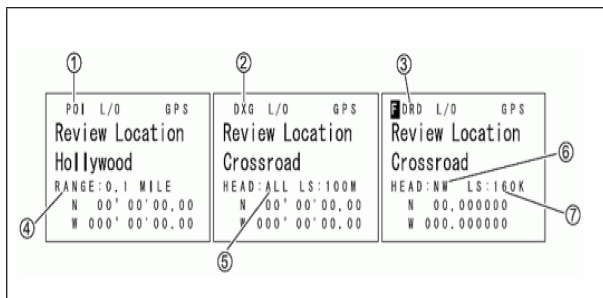 ① ② ③
POI L/O GPS
Review Location
Hollywood
RANGE:0.1 MILE
N 00°00'00.00
W 000°00'00.00
④
DXG L/O GPS
Review Location
Crossroad
HEAD:ALL LS:100M
N 00°00'00.00
W 000°00'00.00
⑤
F DRD L/O GPS
Review Location
Crossroad
HEAD:NW LS:160K
N 00.000000
W 000.000000
⑥
⑦